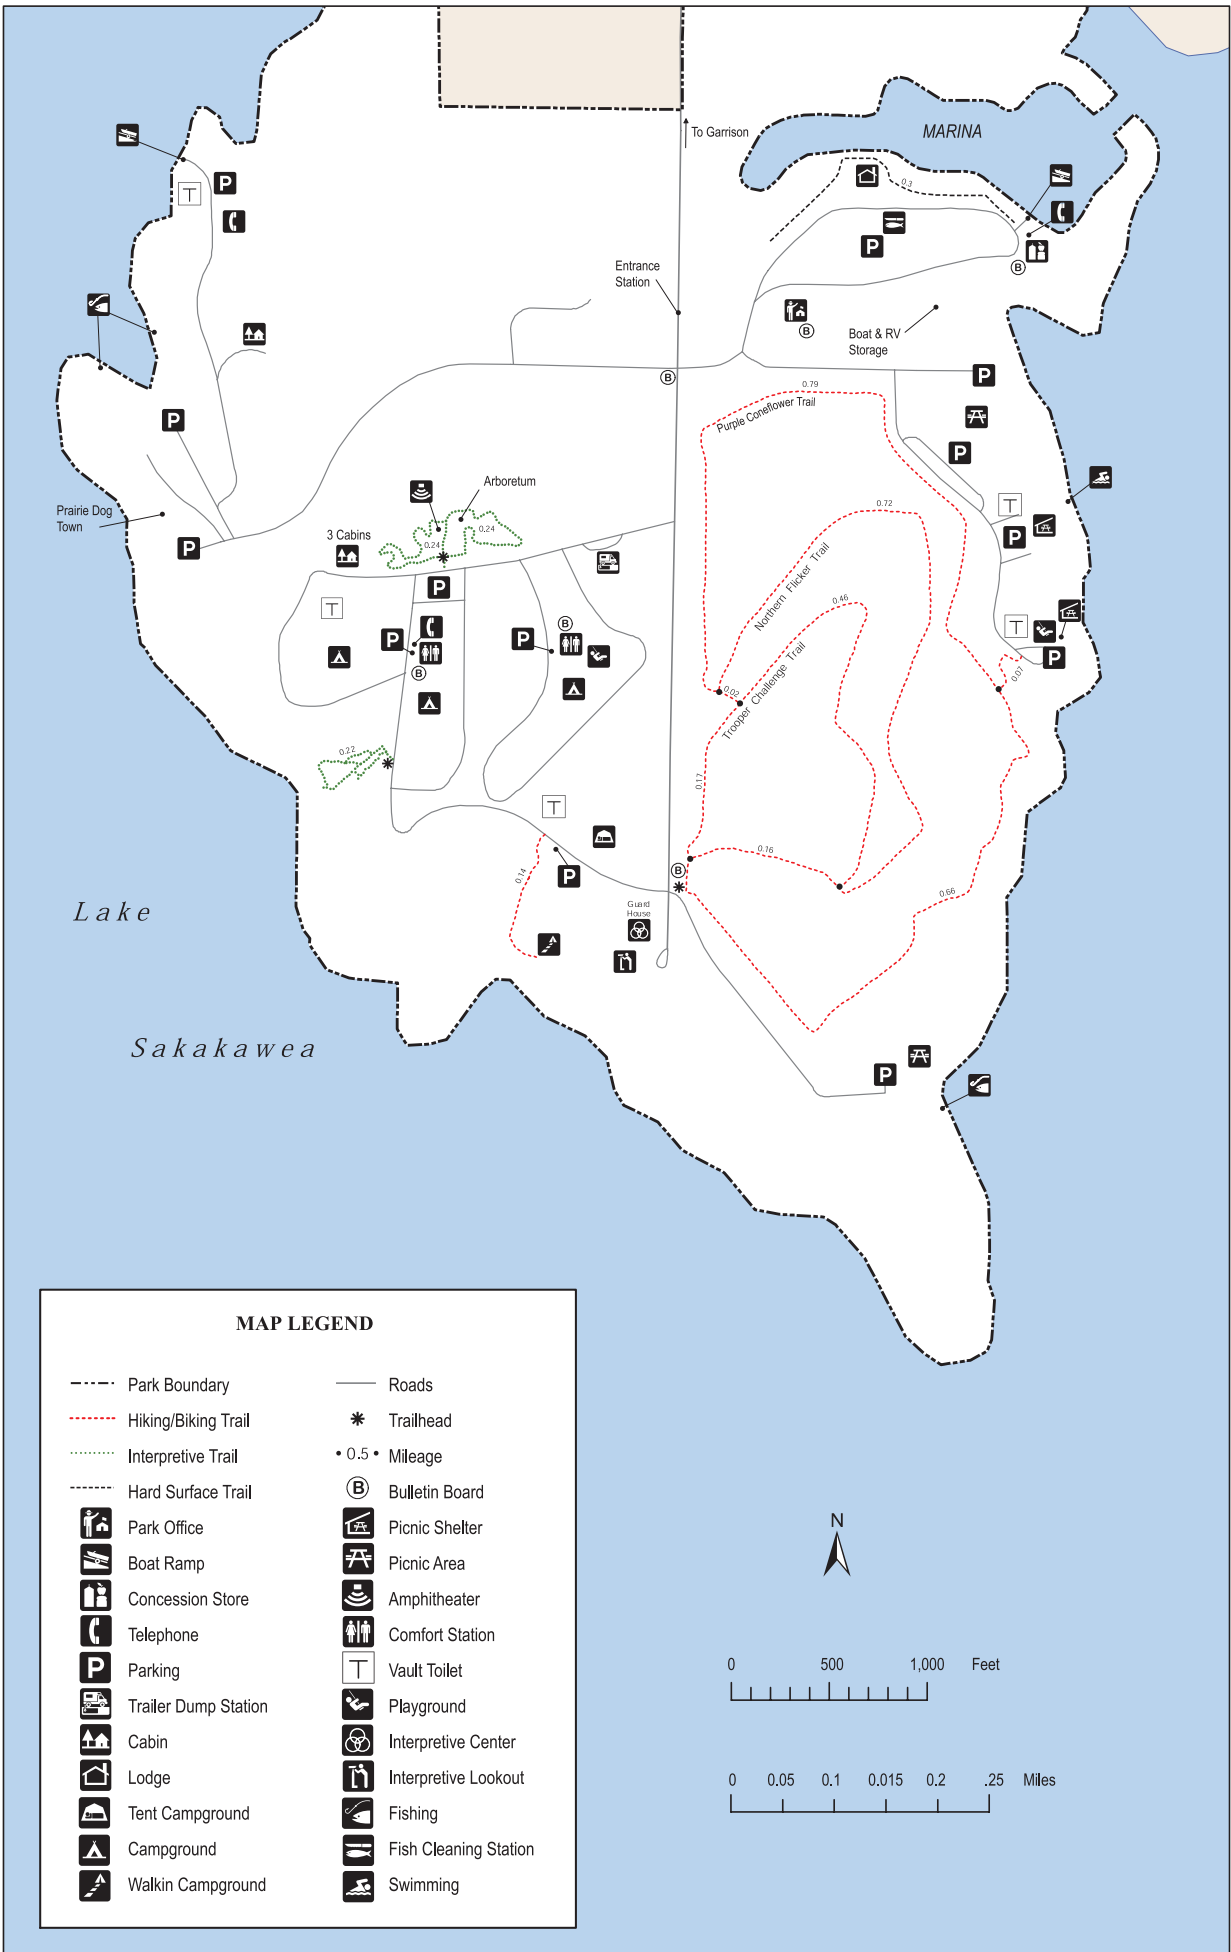 MARINA
To Garrison
P
T
0.3
P
B
Entrance
Station
B
Boat & RV
Storage
B
P
0.79
Purple Coneflower Trail
P
P
Arboretum
Prairie Dog
Town
0.24
0.24
3 Cabins
P
0.72
T
P
Northern Flicker Trail
T
P
B
P
P
B
0.46
T
P
Trooper Challenge Trail
0.02
0.07
0.22
0.17
T
0.14
P
B
0.16
0.66
Guard
House
Lake
Sakakawea
P
MAP LEGEND
Park Boundary
Hiking/Biking Trail
Interpretive Trail
Hard Surface Trail
Park Office
Boat Ramp
Concession Store
Telephone
P Parking
Trailer Dump Station
Cabin
Lodge
Tent Campground
Campground
Walkin Campground
Roads
Trailhead
• 0.5 • Mileage
B Bulletin Board
Picnic Shelter
Picnic Area
Amphitheater
Comfort Station
T Vault Toilet
Playground
Interpretive Center
Interpretive Lookout
Fishing
Fish Cleaning Station
Swimming
N
0 500 1,000 Feet
0 0.05 0.1 0.015 0.2 .25 Miles